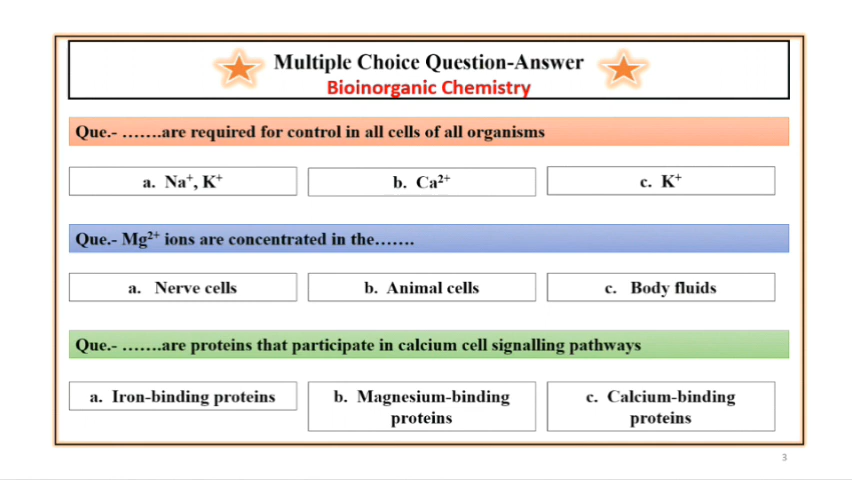 Multiple Choice Question-Answer
Bioinorganic Chemistry
Que.- …….are required for control in all cells of all organisms
a. Na⁺, K⁺
b. Ca²⁺
c. K⁺
Que.- Mg²⁺ ions are concentrated in the…….
a. Nerve cells
b. Animal cells
c. Body fluids
Que.- …….are proteins that participate in calcium cell signalling pathways
a. Iron-binding proteins
b. Magnesium-binding
proteins
c. Calcium-binding
proteins
3